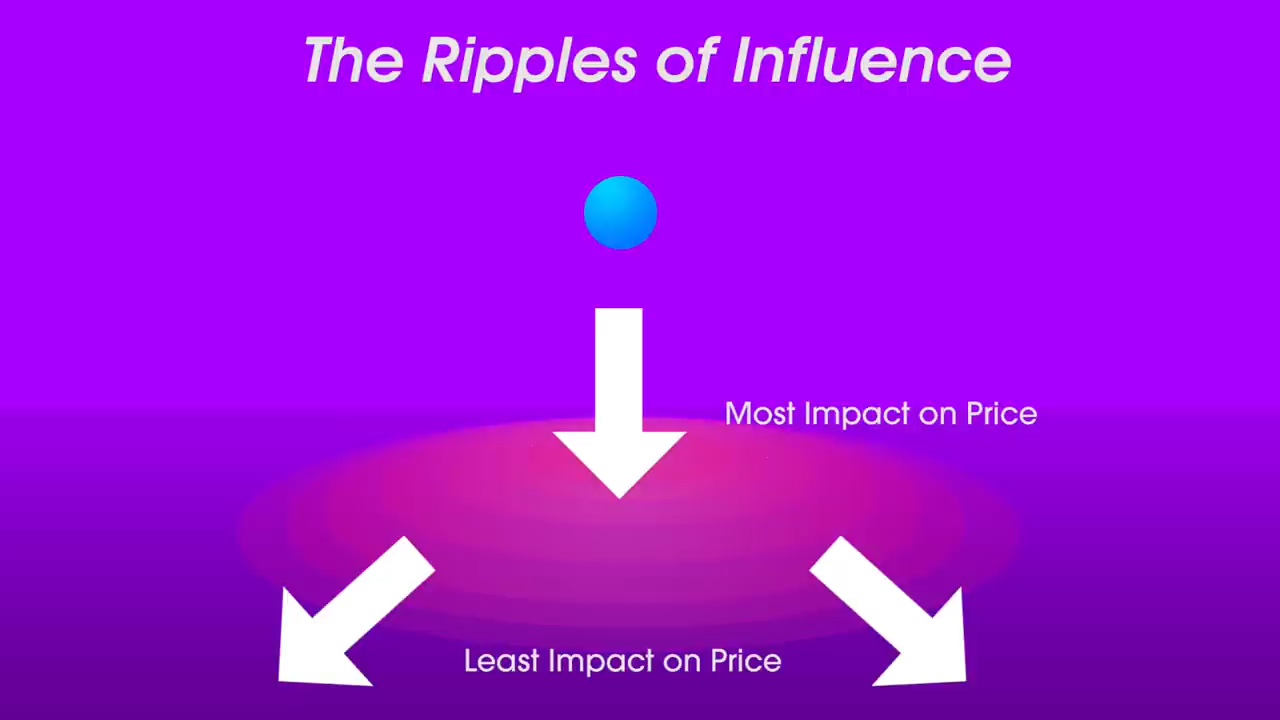 The Ripples of Influence
Most Impact on Price
Least Impact on Price